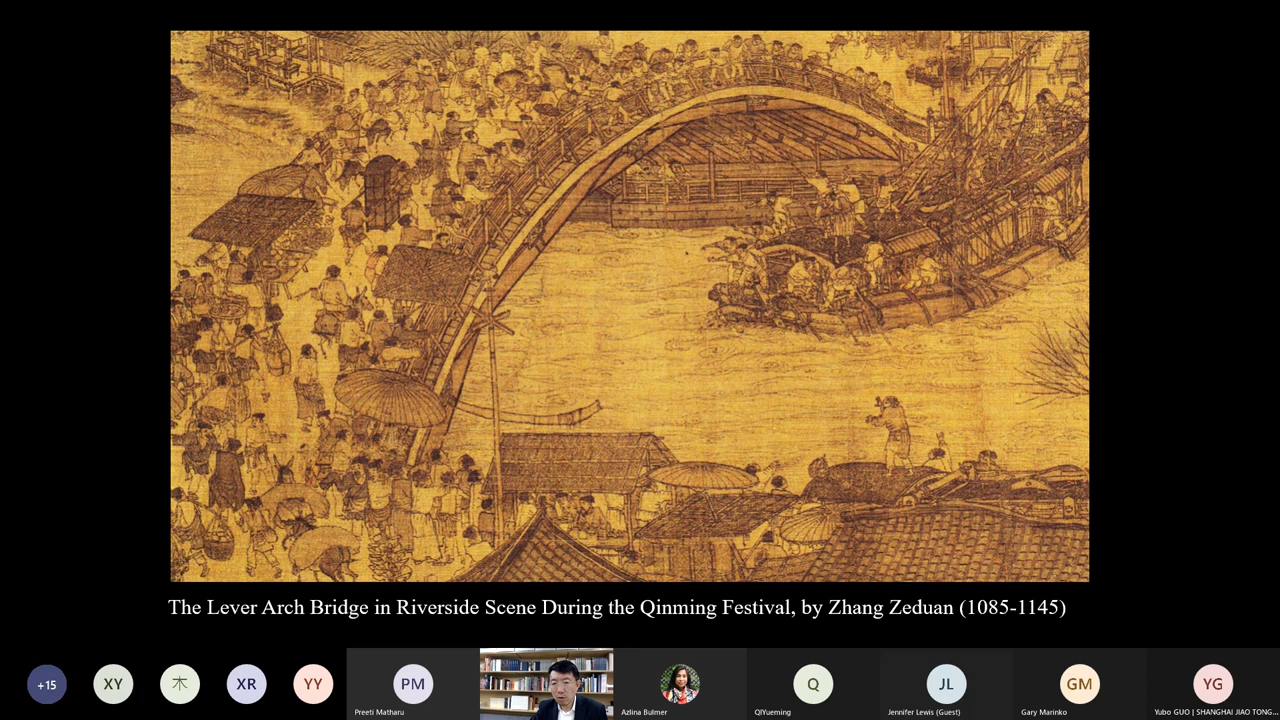 The Lever Arch Bridge in Riverside Scene During the Qinming Festival, by Zhang Zeduan (1085-1145)
+15
XY
木
XR
YY
PM
Q
JL
GM
YG
Preeti Matharu
Azlina Bulmer
QIYueming
Jennifer Lewis (Guest)
Gary Marinko
Yubo GUO | SHANGHAI JIAO TONG...